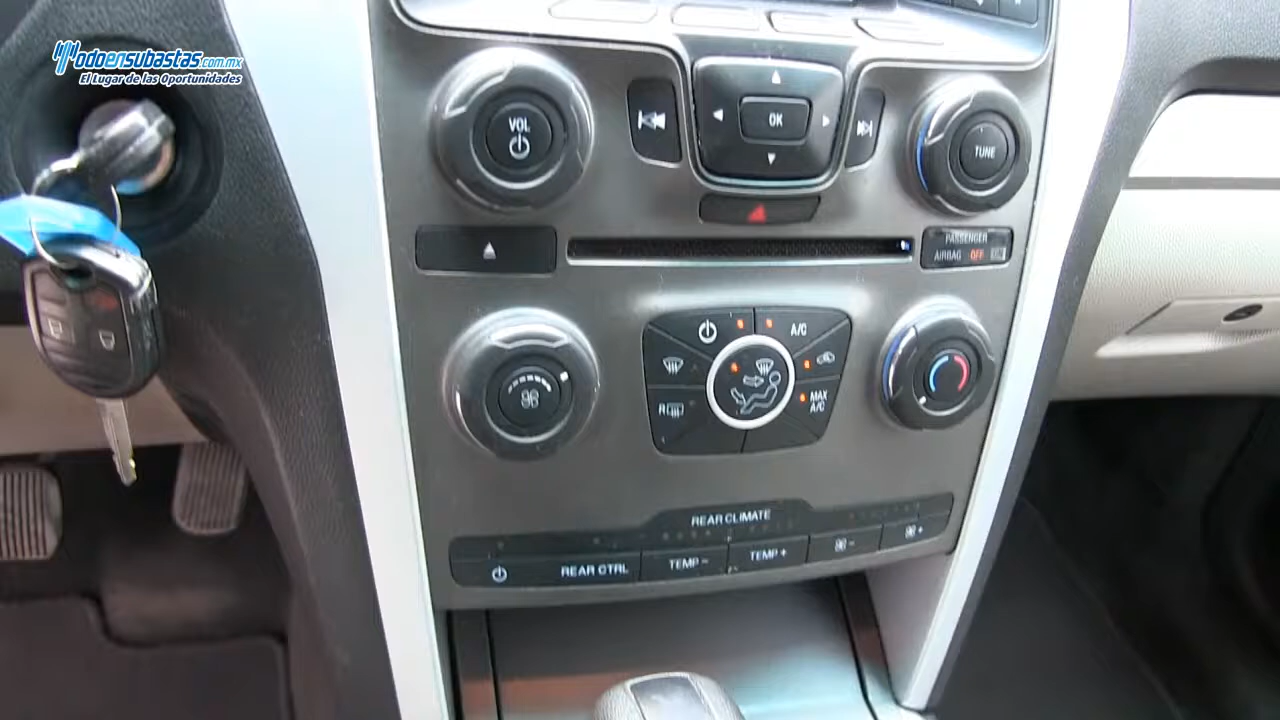 Modoensubastas.com.mx
El Lugar de las Oportunidades
VOL
OK
TUNE
PASSENGER
AIRBAG OFF
A/C
R
MAX
A/C
REAR CLIMATE
REAR CTRL
TEMP -
TEMP +